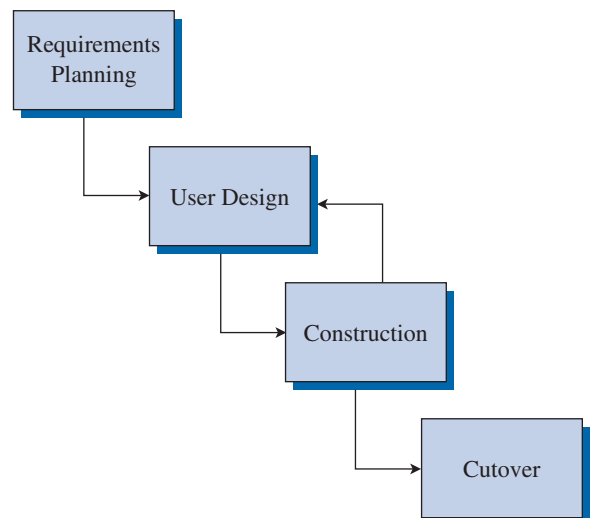 Requirements
Planning
User Design
Construction
Cutover